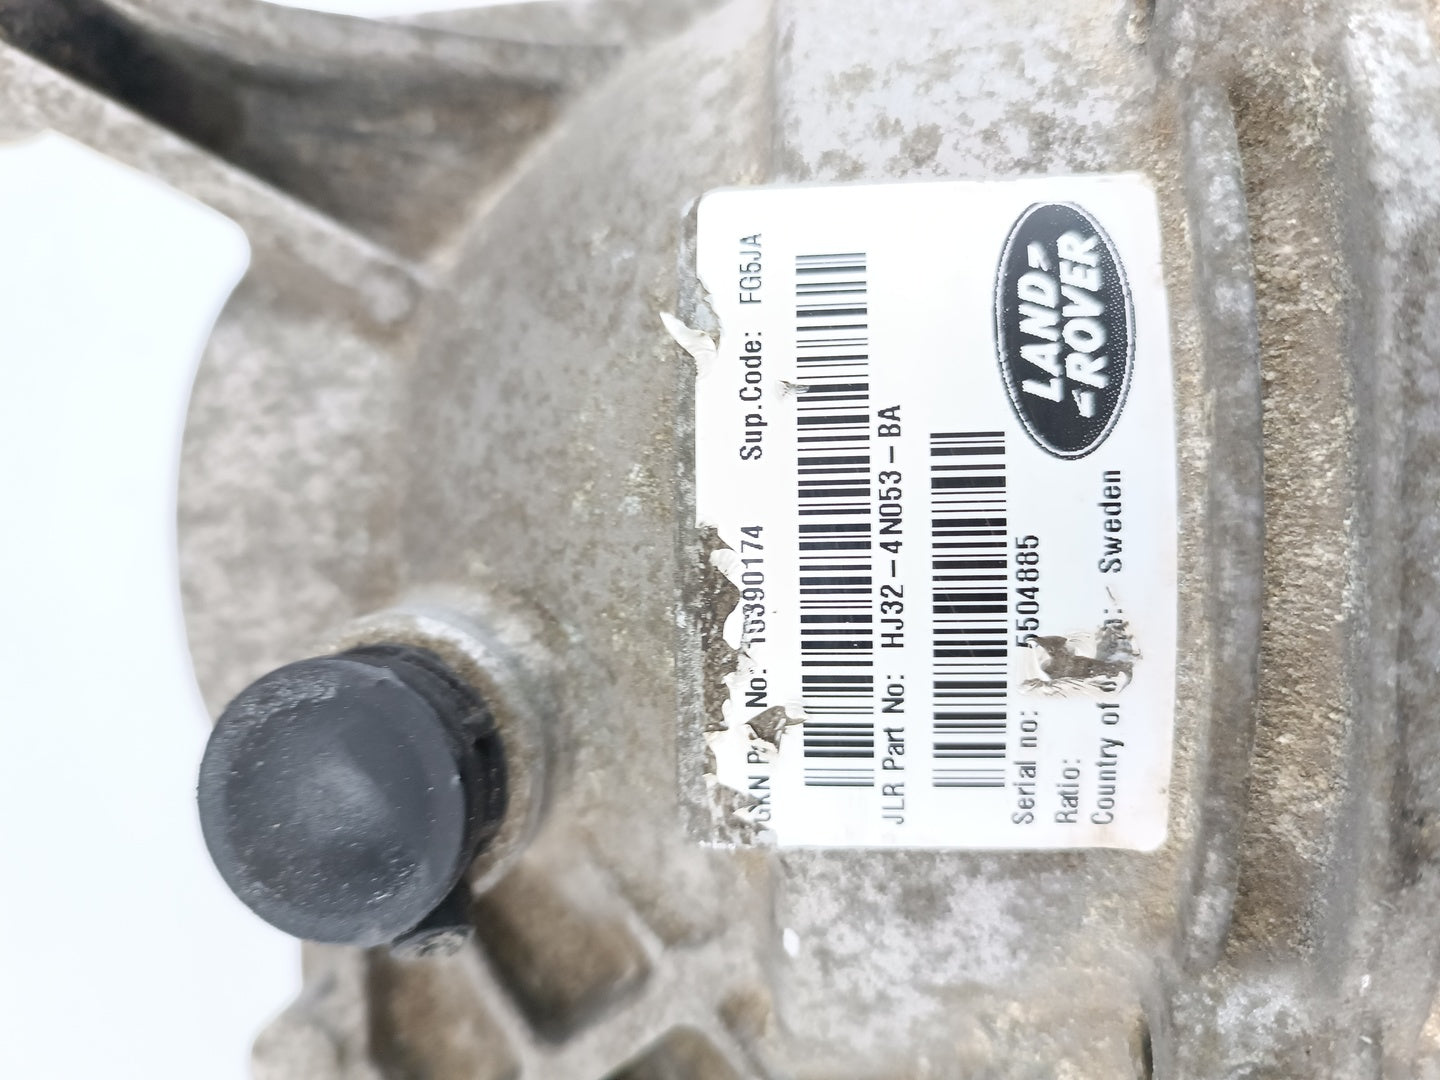 No: 10390174 Sup.Code: FG5JA
JLR Part No: HJ32-4N053-BA
Serial no: 5504885
Ratio:
Country of Sweden
LAND
ROVER